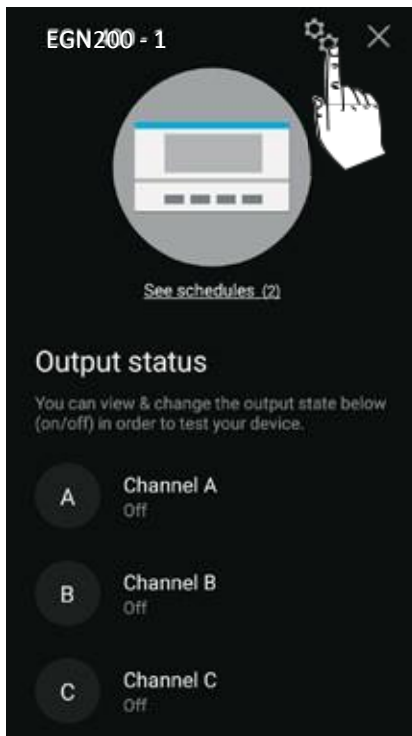 EGN200 - 1
See schedules (2)
Output status
You can view & change the output state below
(on/off) in order to test your device.
A
Channel A
Off
B
Channel B
Off
C
Channel C
Off